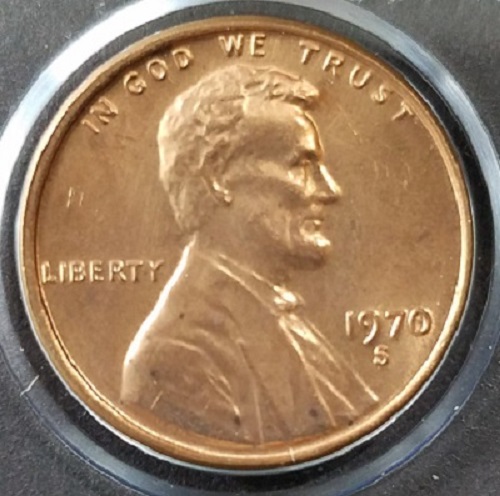 IN GOD WE TRUST
LIBERTY
1970
S